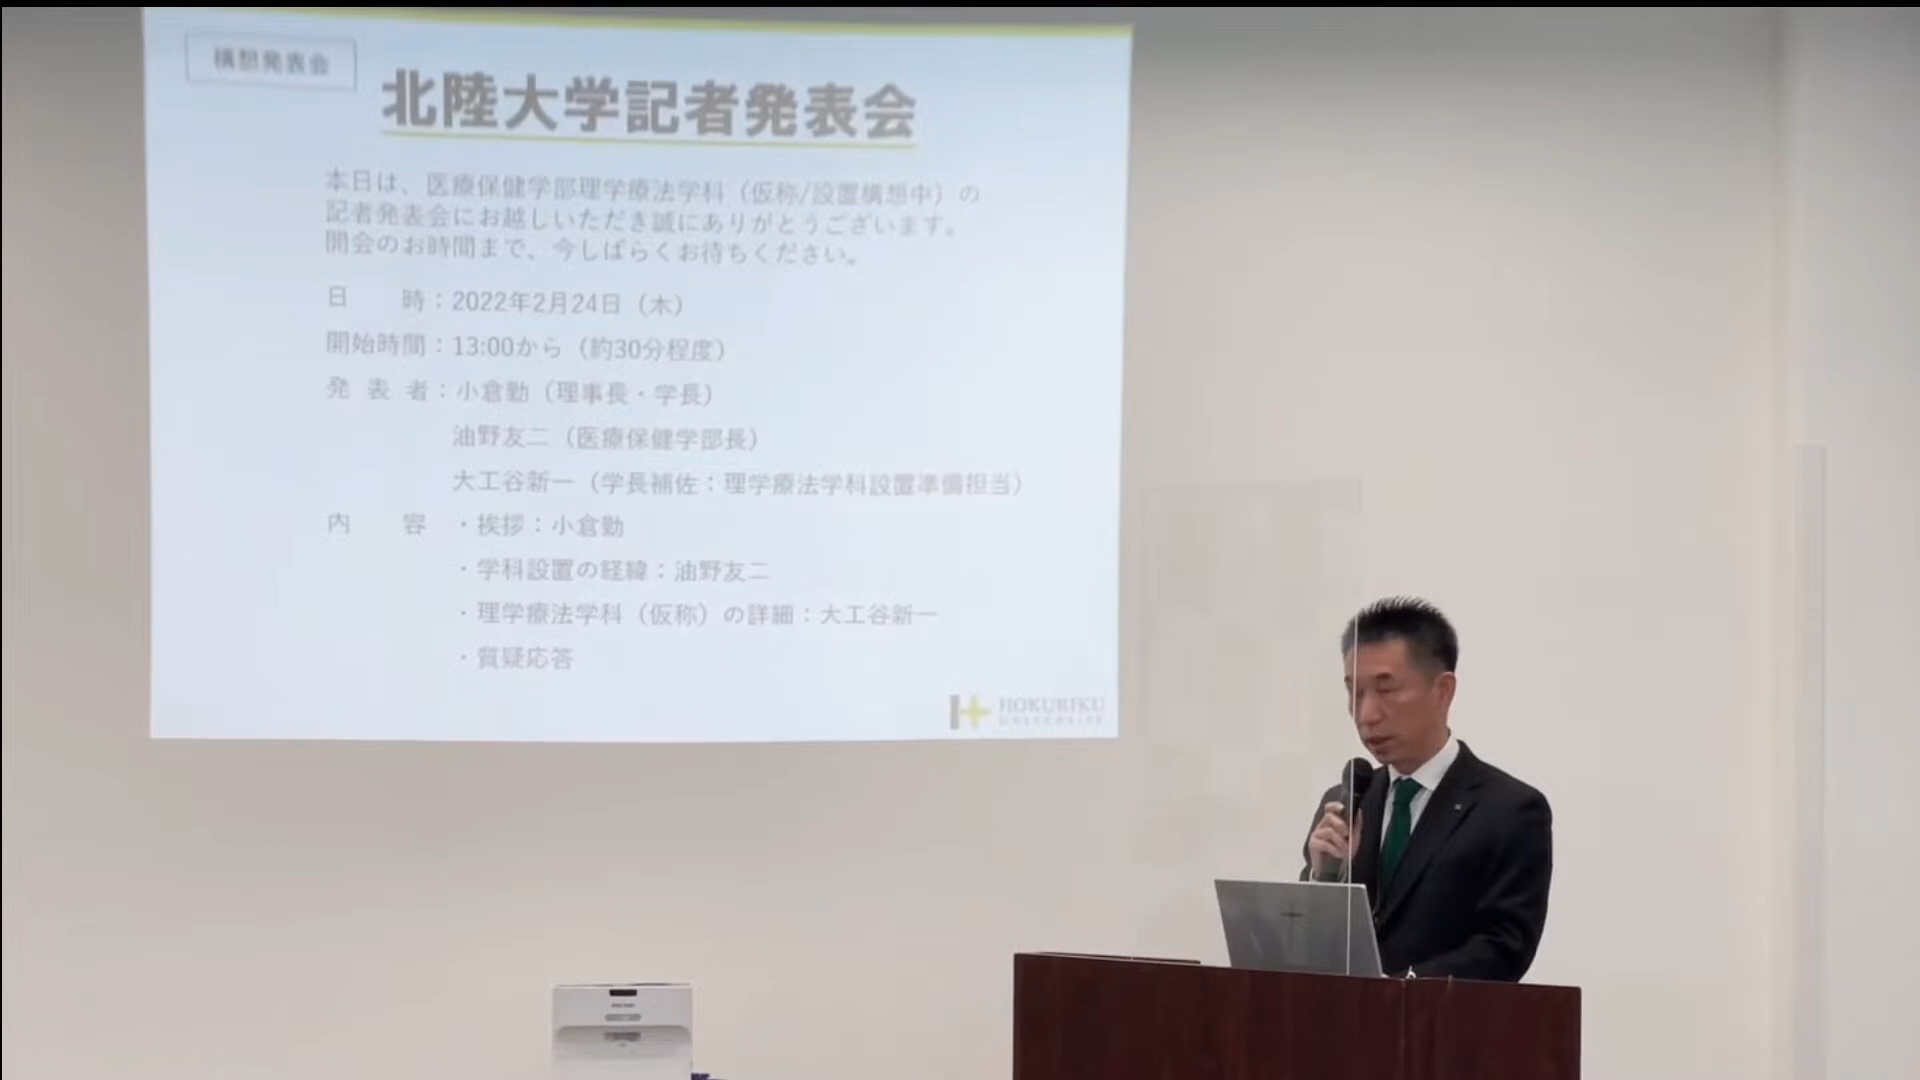 構想発表会
北陸大学記者発表会
本日は、医療保健学部理学療法学科（仮称/設置構想中）の
記者発表会にお越しいただき誠にありがとうございます。
開会のお時間まで、今しばらくお待ちください。
日　　時：2022年2月24日（木）
開始時間：13:00から（約30分程度）
発 表 者：小倉勤（理事長・学長）
油野友二（医療保健学部長）
大工谷新一（学長補佐：理学療法学科設置準備担当）
内　　容 ・挨拶：小倉勤
・学科設置の経緯：油野友二
・理学療法学科（仮称）の詳細：大工谷新一
・質疑応答
HOKURIKU
UNIVERSITY